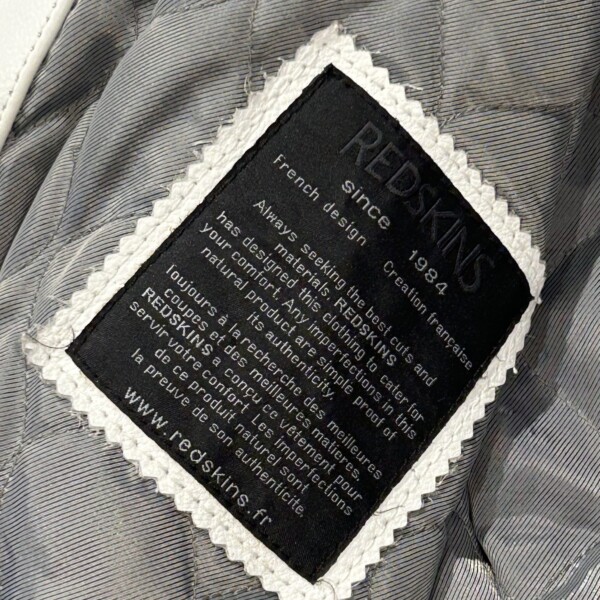 REDSKINS
since 1984
French design Creation française
Always seeking the best cuts and
materials, REDSKINS
has designed this clothing to cater for
your comfort. Any imperfections in this
natural product are simple proof of
its authenticity.
Toujours à la recherche des meilleures
coupes et des meilleures matières,
REDSKINS a conçu ce vêtement pour
servir votre confort. Les imperfections
de ce produit naturel sont
la preuve de son authenticite.
www.redskins.fr